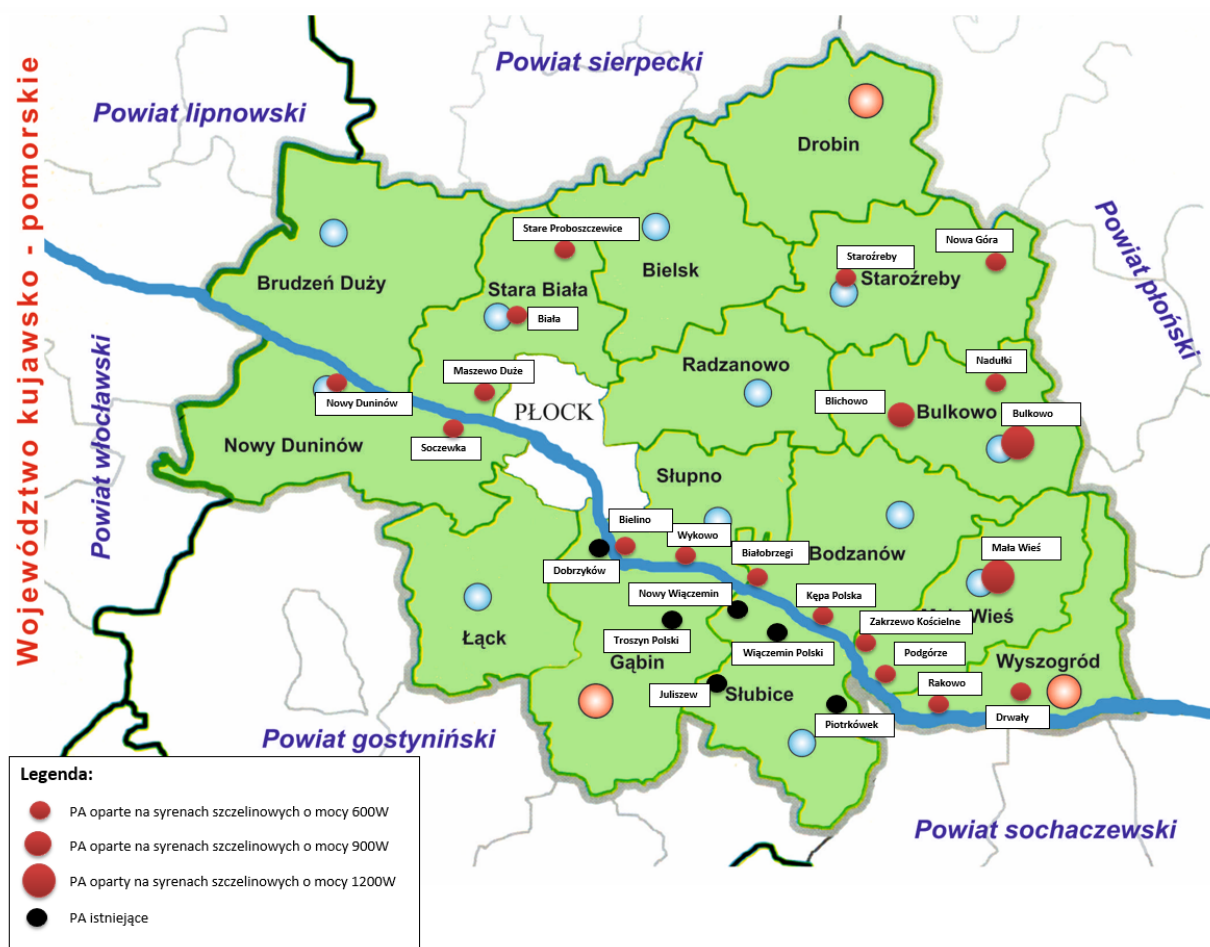 Województwo kujawsko - pomorskie
Powiat sierpecki
Powiat lipnowski
Drobin
Powiat płoński
Stare Proboszczewice
Nowa Góra
Staroźreby
Bielsk
Staroźreby
Brudzeń Duży
Stara Biała
Biała
Powiat włocławski
Radzanowo
Nadułki
Maszewo Duże
Nowy Duninów
PŁOCK
Blichowo
Bulkowo
Bulkowo
Nowy Duninów
Soczewka
Słupno
Bielino
Wykowo
Białobrzegi
Bodzanów
Mała Wieś
Dobrzyków
Nowy Wiączemin
Kępa Polska
Mała Wieś
Zakrzewo Kościelne
Łąck
Troszyn Polski
Wiączemin Polski
Gąbin
Podgórze
Wyszogród
Juliszew
Słubice
Rakowo
Drwały
Piotrkówek
Powiat gostyniński
Powiat sochaczewski
Legenda:
PA oparte na syrenach szczelinowych o mocy 600W
PA oparte na syrenach szczelinowych o mocy 900W
PA oparty na syrenach szczelinowych o mocy 1200W
PA istniejące